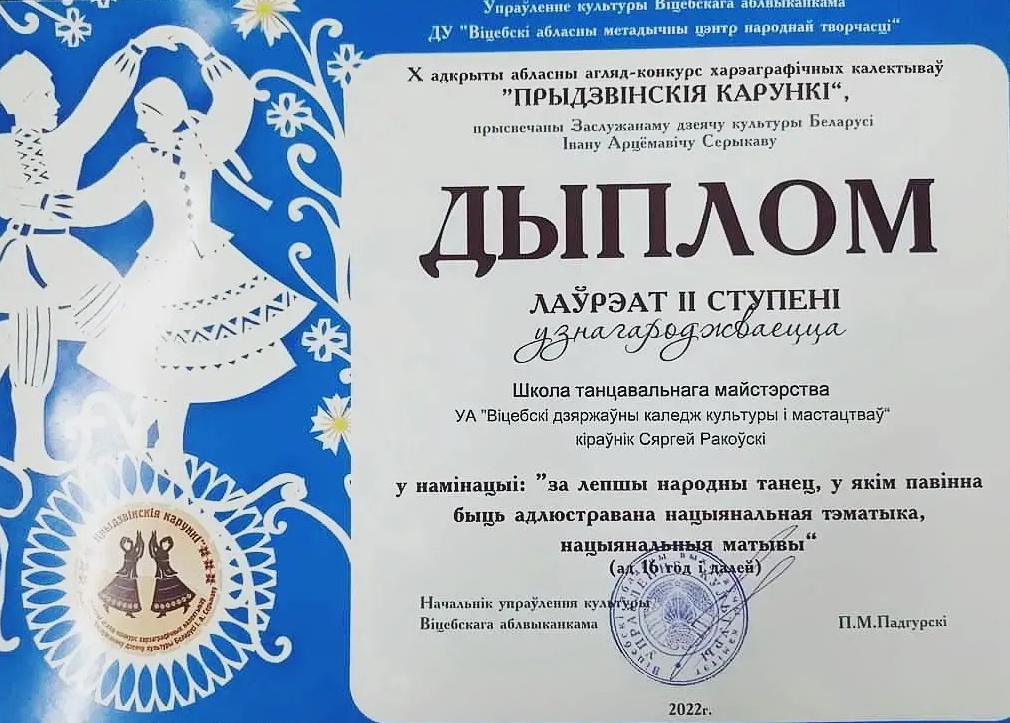 Упраўленне культуры Віцебскага аблвыканкама
ДУ "Віцебскі абласны метадычны цэнтр народнай творчасці“
X адкрыты абласны агляд-конкурс харэаграфічных калектываў
”ПРЫДЗВІНСКІЯ КАРУНКІ“,
прысвечаны Заслужанаму дзеячу культуры Беларусі
Івану Арцёмавічу Серыкаву
ДЫПЛОМ
ЛАЎРЭАТ II СТУПЕНІ
узнагароджваецца
Школа танцавальнага майстэрства
УА "Віцебскі дзяржаўны каледж культуры і мастацтваў“
кіраўнік Сяргей Ракоўскі
у намінацыі: ”за лепшы народны танец, у якім павінна
быць адлюстравана нацыянальная тэматыка,
нацыянальныя матывы“
(ад 16 год і далей)
Начальнік упраўлення культуры
Віцебскага аблвыканкама
П.М.Падгурскі
2022г.
Прыдзвінскія карункі